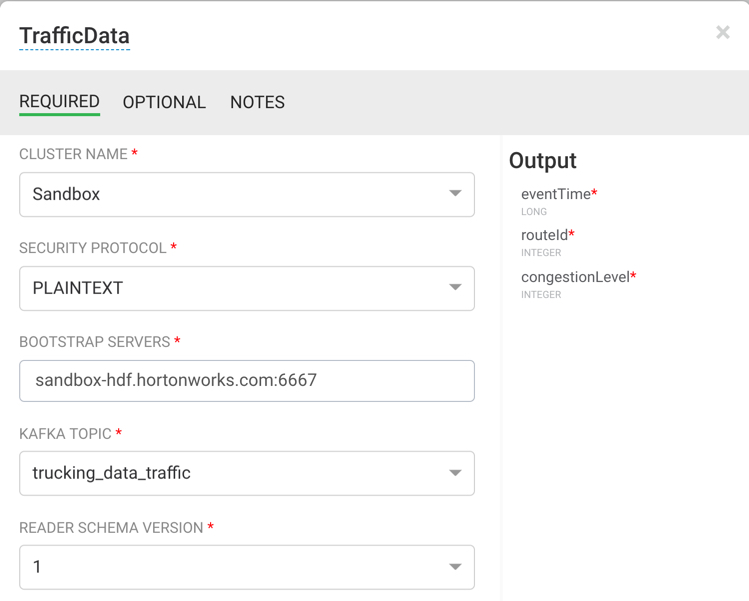 TrafficData
×
REQUIRED OPTIONAL NOTES
CLUSTER NAME *
Sandbox
SECURITY PROTOCOL *
PLAINTEXT
BOOTSTRAP SERVERS *
sandbox-hdf.hortonworks.com:6667
KAFKA TOPIC *
trucking_data_traffic
READER SCHEMA VERSION *
1
Output
eventTime*
LONG
routeId*
INTEGER
congestionLevel*
INTEGER